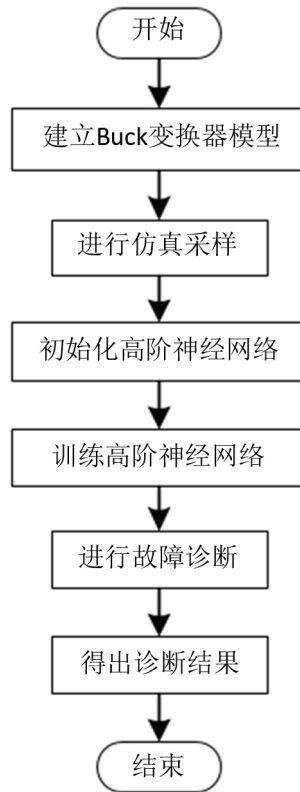 开始
建立Buck变换器模型
进行仿真采样
初始化高阶神经网络
训练高阶神经网络
进行故障诊断
得出诊断结果
结束